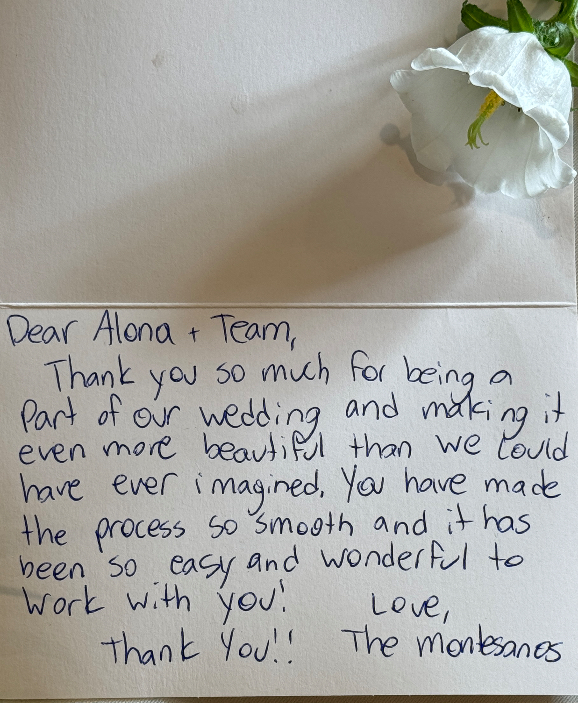 Dear Alona + Team,
Thank you so much for being a
Part of our wedding and making it
even more beautiful than we could
have ever imagined. You have made
the process so smooth and it has
been so easy and wonderful to
work with you! Love,
Thank You!! The Montesanos